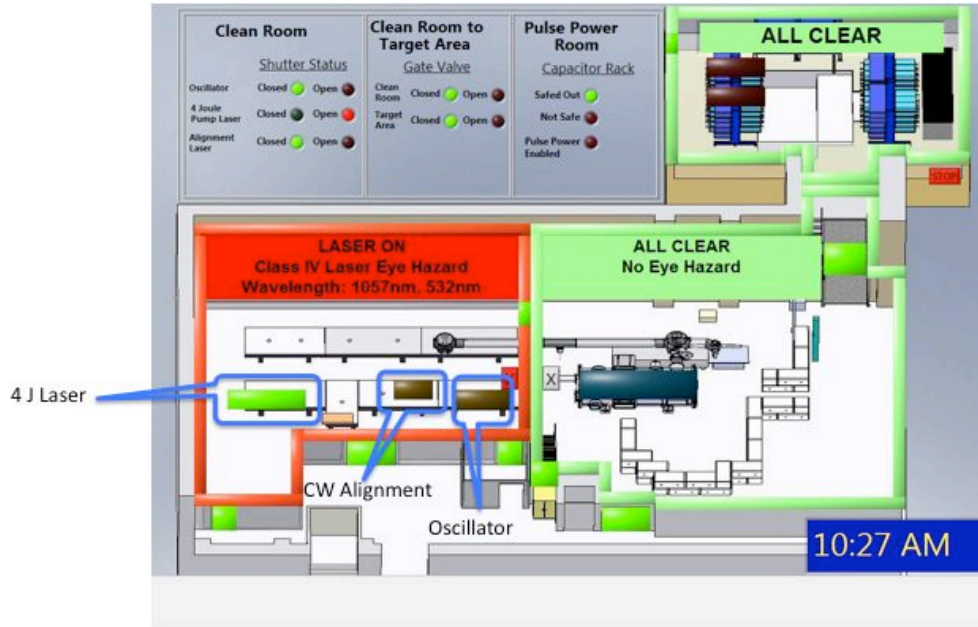 Clean Room
Shutter Status
Oscillator Closed Open
4 Joule
Pump Laser Closed Open
Alignment
Laser Closed Open
Clean Room to
Target Area
Gate Valve
Clean
Room Closed Open
Target
Area Closed Open
Pulse Power
Room
Capacitor Rack
Safed Out
Not Safe
Pulse Power
Enabled
ALL CLEAR
STOP
LASER ON
Class IV Laser Eye Hazard
Wavelength: 1057nm. 532nm
ALL CLEAR
No Eye Hazard
X
4 J Laser
CW Alignment
Oscillator
10:27 AM